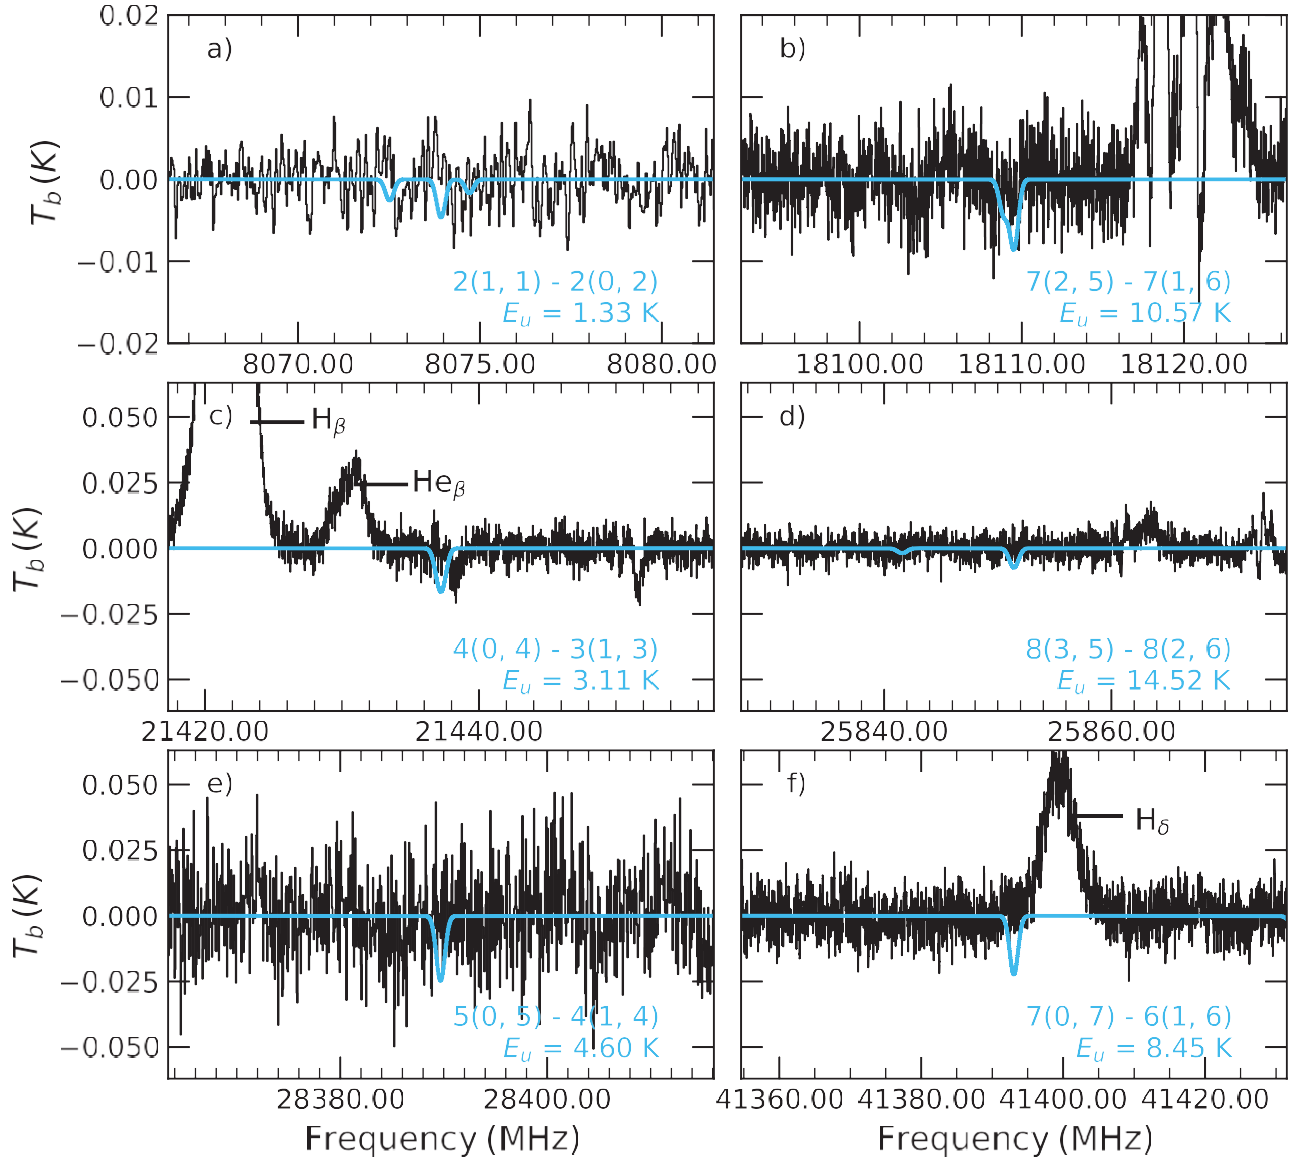 0.02
0.01
0.00
−0.01
−0.02
T_b (K)
a)
2(1, 1) - 2(0, 2)
E_u = 1.33 K
8070.00 8075.00 8080.00
b)
7(2, 5) - 7(1, 6)
E_u = 10.57 K
18100.00 18110.00 18120.00
0.050
0.025
0.000
−0.025
−0.050
T_b (K)
c)
H_β
He_β
4(0, 4) - 3(1, 3)
E_u = 3.11 K
21420.00 21440.00
d)
8(3, 5) - 8(2, 6)
E_u = 14.52 K
25840.00 25860.00
0.050
0.025
0.000
−0.025
−0.050
T_b (K)
e)
5(0, 5) - 4(1, 4)
E_u = 4.60 K
28380.00 28400.00
Frequency (MHz)
f)
H_δ
7(0, 7) - 6(1, 6)
E_u = 8.45 K
41360.00 41380.00 41400.00 41420.00
Frequency (MHz)